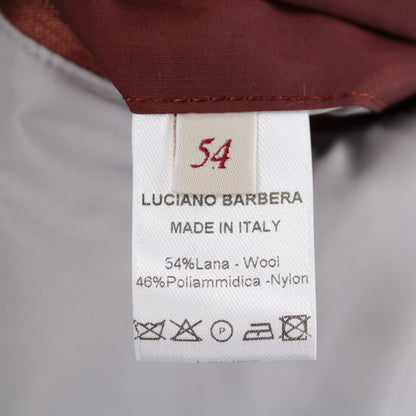 54
LUCIANO BARBERA
MADE IN ITALY
54%Lana - Wool
46%Poliammidica -Nylon
P